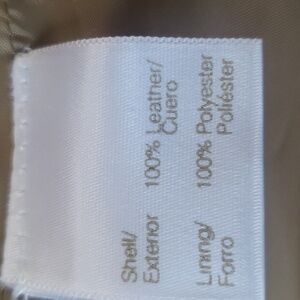 Shell/ 100% Leather/
Exterior Cuero
Lining/ 100% Polyester
Forro Poliéster